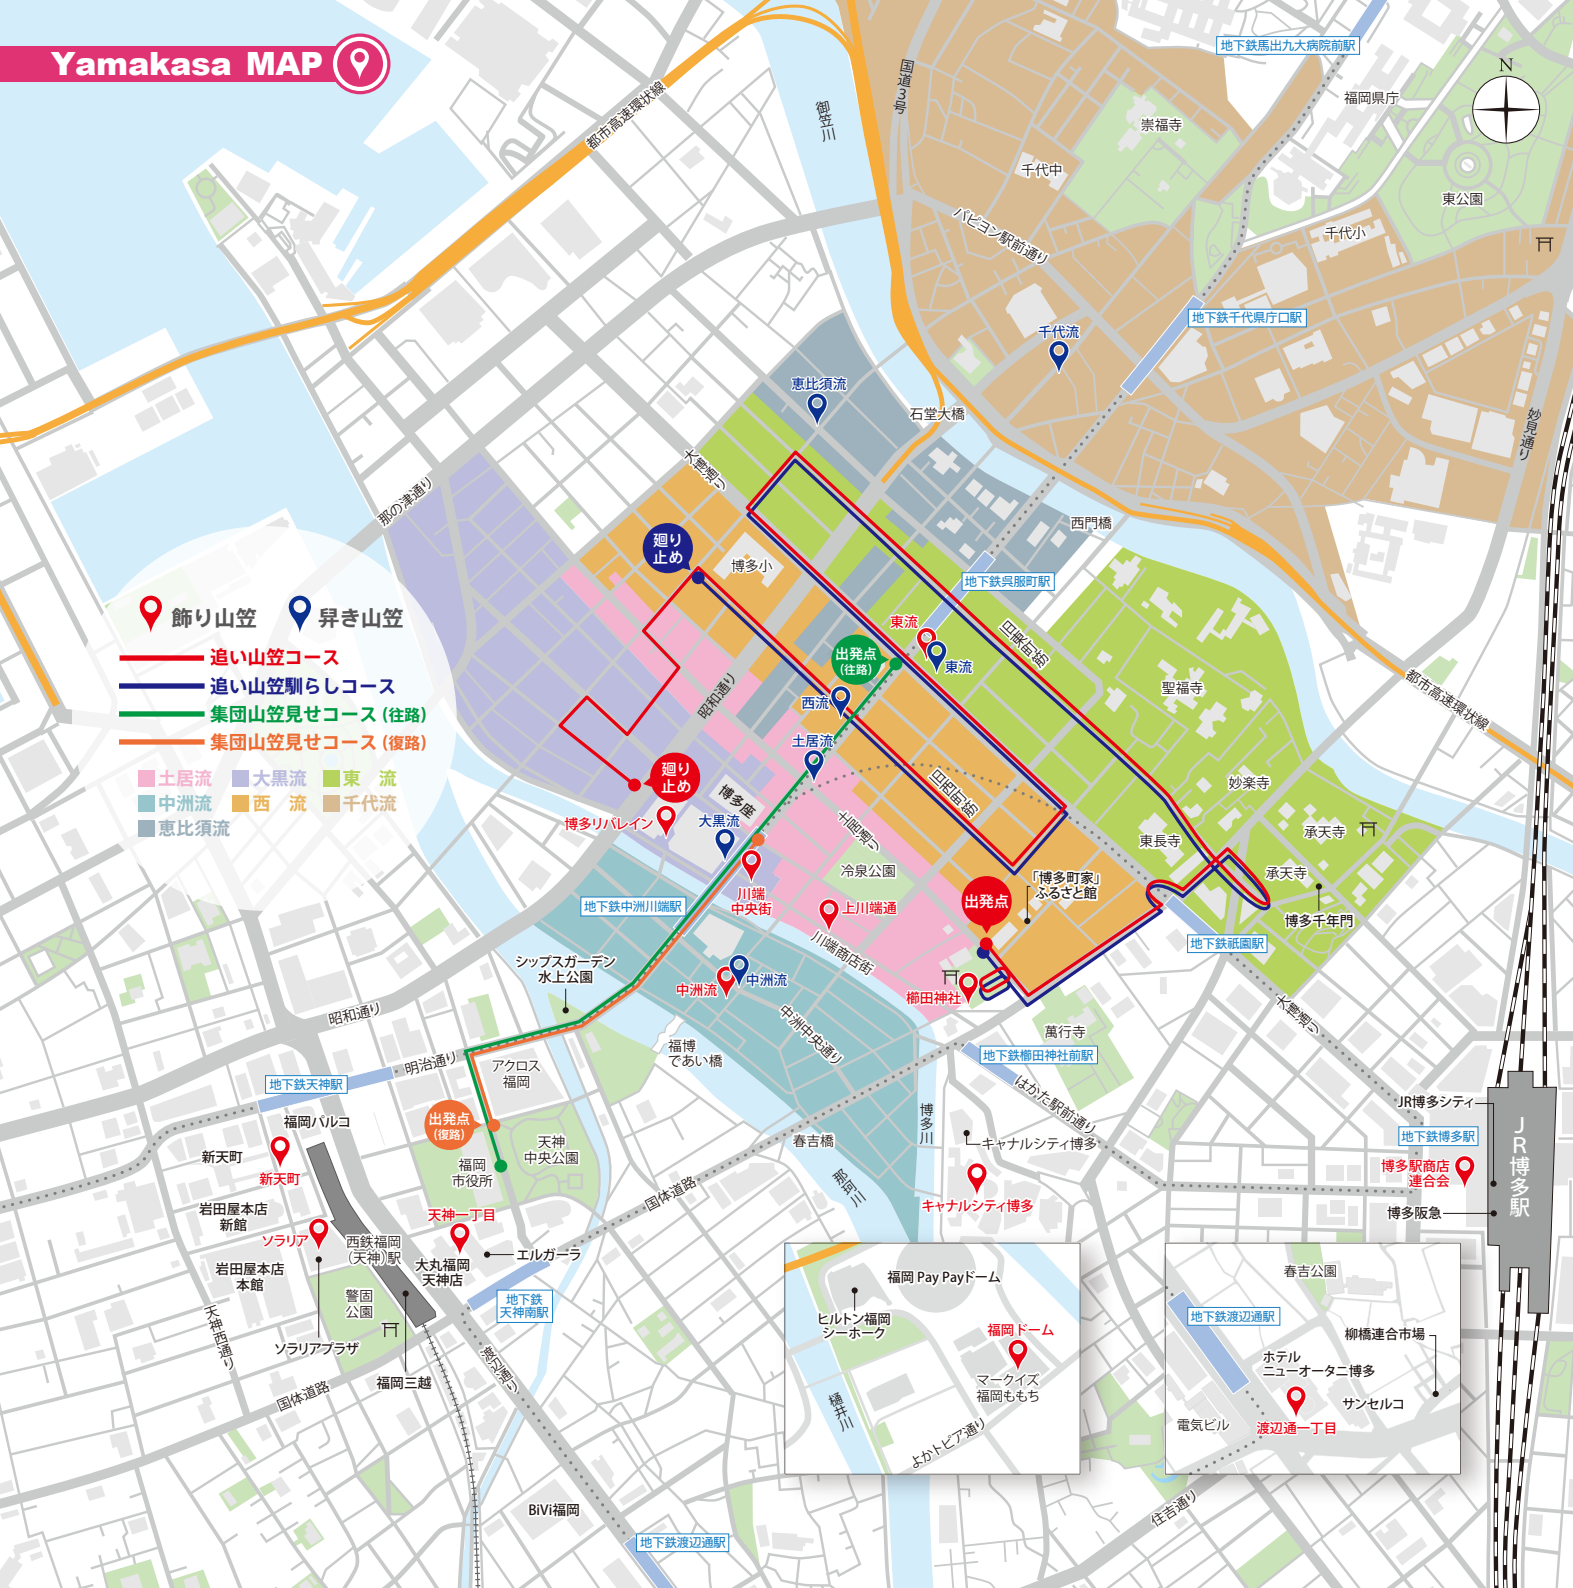 Yamakasa MAP
飾り山笠
舁き山笠
追い山笠コース
追い山笠馴らしコース
集団山笠見せコース (往路)
集団山笠見せコース (復路)
土居流
大黒流
東 流
中洲流
西 流
千代流
恵比須流
都市高速環状線
御笠川
国道3号
地下鉄馬出九大病院前駅
福岡県庁
N
崇福寺
千代中
東公園
パピヨン駅前通り
千代小
地下鉄千代県庁口駅
千代流
恵比須流
石堂大橋
妙見通り
大博通り
那の津通り
西門橋
廻り
止め
博多小
地下鉄呉服町駅
東流
東流
旧東町筋
出発点
(往路)
聖福寺
都市高速環状線
昭和通り
西流
土居流
廻り
止め
博多座
旧西町筋
妙楽寺
博多リバレイン
大黒流
土居通り
東長寺
承天寺
承天寺
冷泉公園
「博多町家」
ふるさと館
川端
中央街
上川端通
出発点
地下鉄中洲川端駅
博多千年門
川端商店街
地下鉄祇園駅
シップスガーデン
水上公園
中洲流
中洲流
櫛田神社
昭和通り
中洲中央通り
大博通り
萬行寺
福博
であい橋
地下鉄櫛田神社前駅
明治通り
アクロス
福岡
地下鉄天神駅
はかた駅前通り
JR博多シティ
福岡パルコ
出発点
(復路)
博多川
春吉橋
キャナルシティ博多
地下鉄博多駅
JR博多駅
新天町
天神
中央公園
福岡
市役所
新天町
那珂川
国体道路
キャナルシティ博多
博多駅商店
連合会
博多阪急
岩田屋本店
新館
天神一丁目
ソラリア
西鉄福岡
(天神)駅
エルガーラ
大丸福岡
天神店
岩田屋本店
本館
警固
公園
地下鉄
天神南駅
天神西通り
ソラリアプラザ
渡辺通り
福岡三越
国体道路
BiVi福岡
地下鉄渡辺通駅
福岡 Pay Payドーム
ヒルトン福岡
シーホーク
福岡ドーム
マークイズ
福岡ももち
樋井川
よかトピア通り
春吉公園
地下鉄渡辺通駅
柳橋連合市場
ホテル
ニューオータニ博多
サンセルコ
電気ビル
渡辺通一丁目
住吉通り